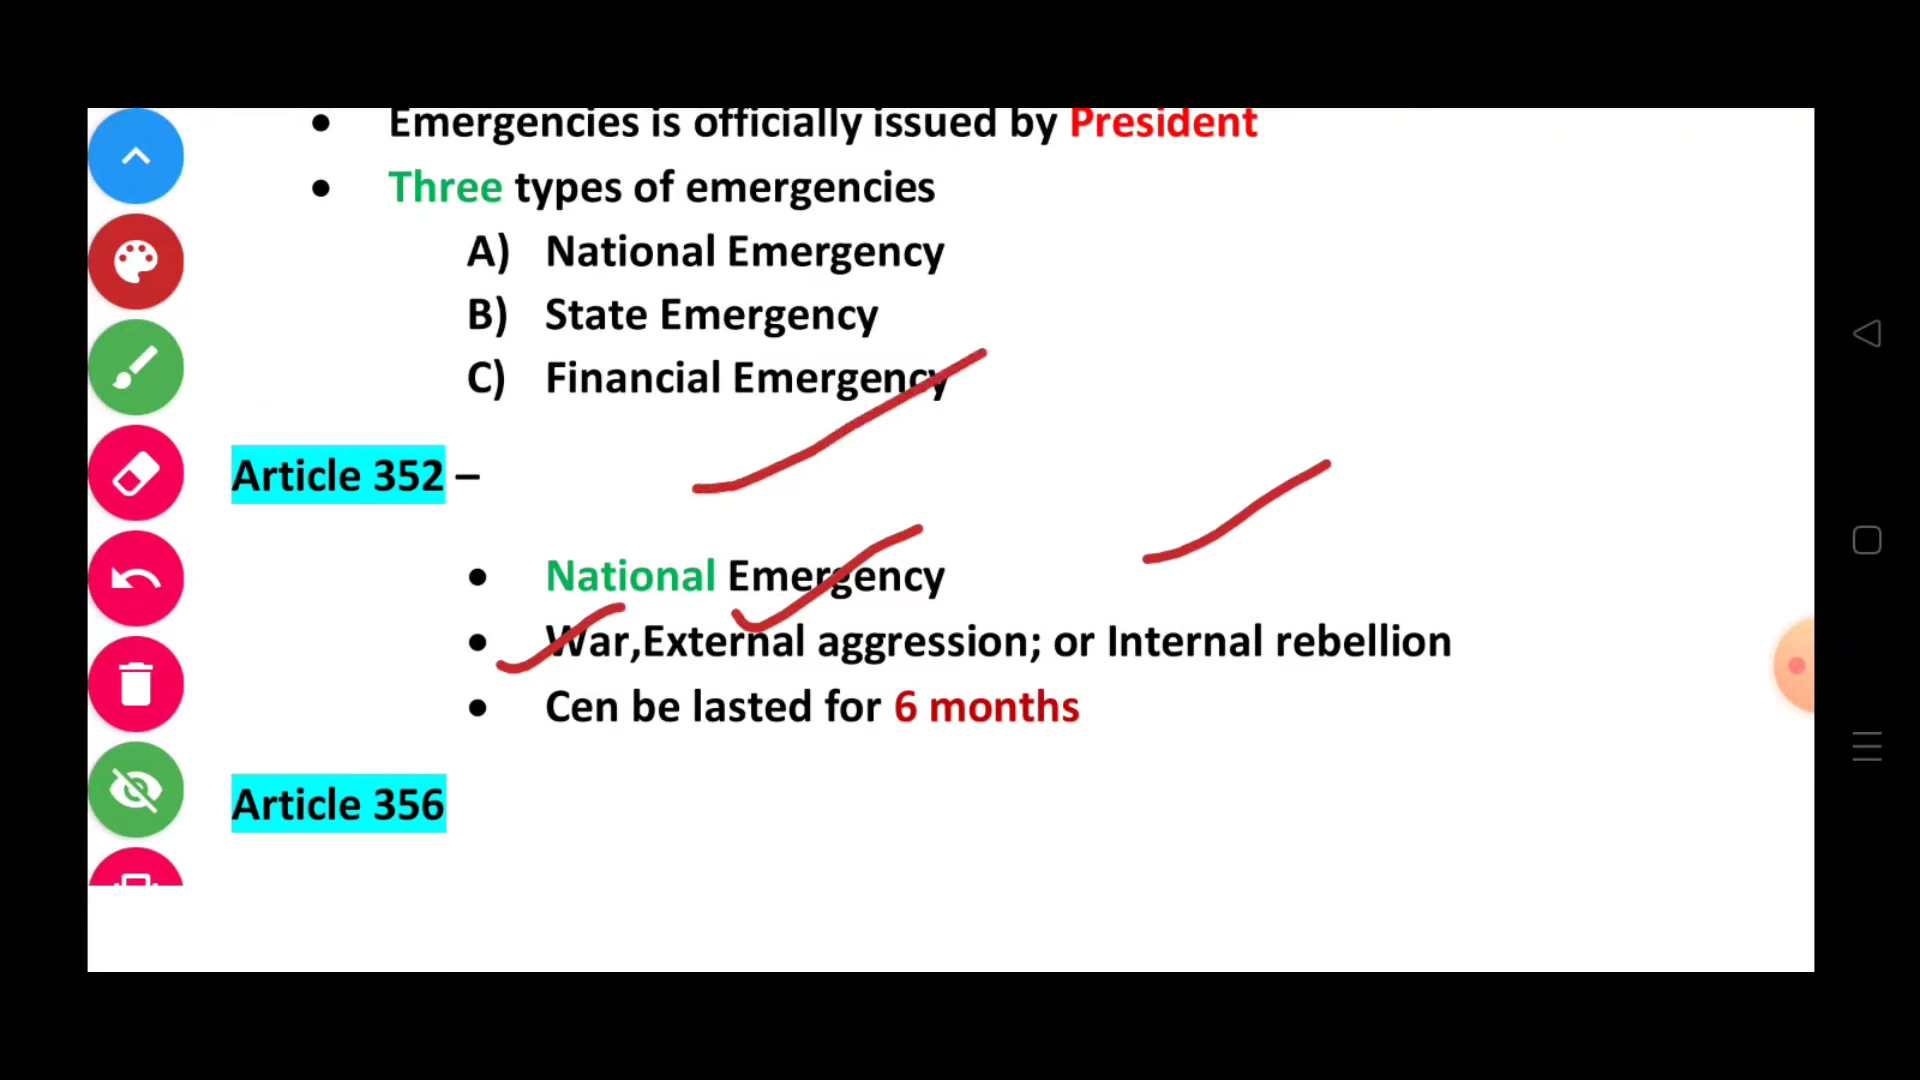 • Emergencies is officially issued by President
• Three types of emergencies
A) National Emergency
B) State Emergency
C) Financial Emergency
Article 352 –
• National Emergency
• War,External aggression; or Internal rebellion
• Cen be lasted for 6 months
Article 356